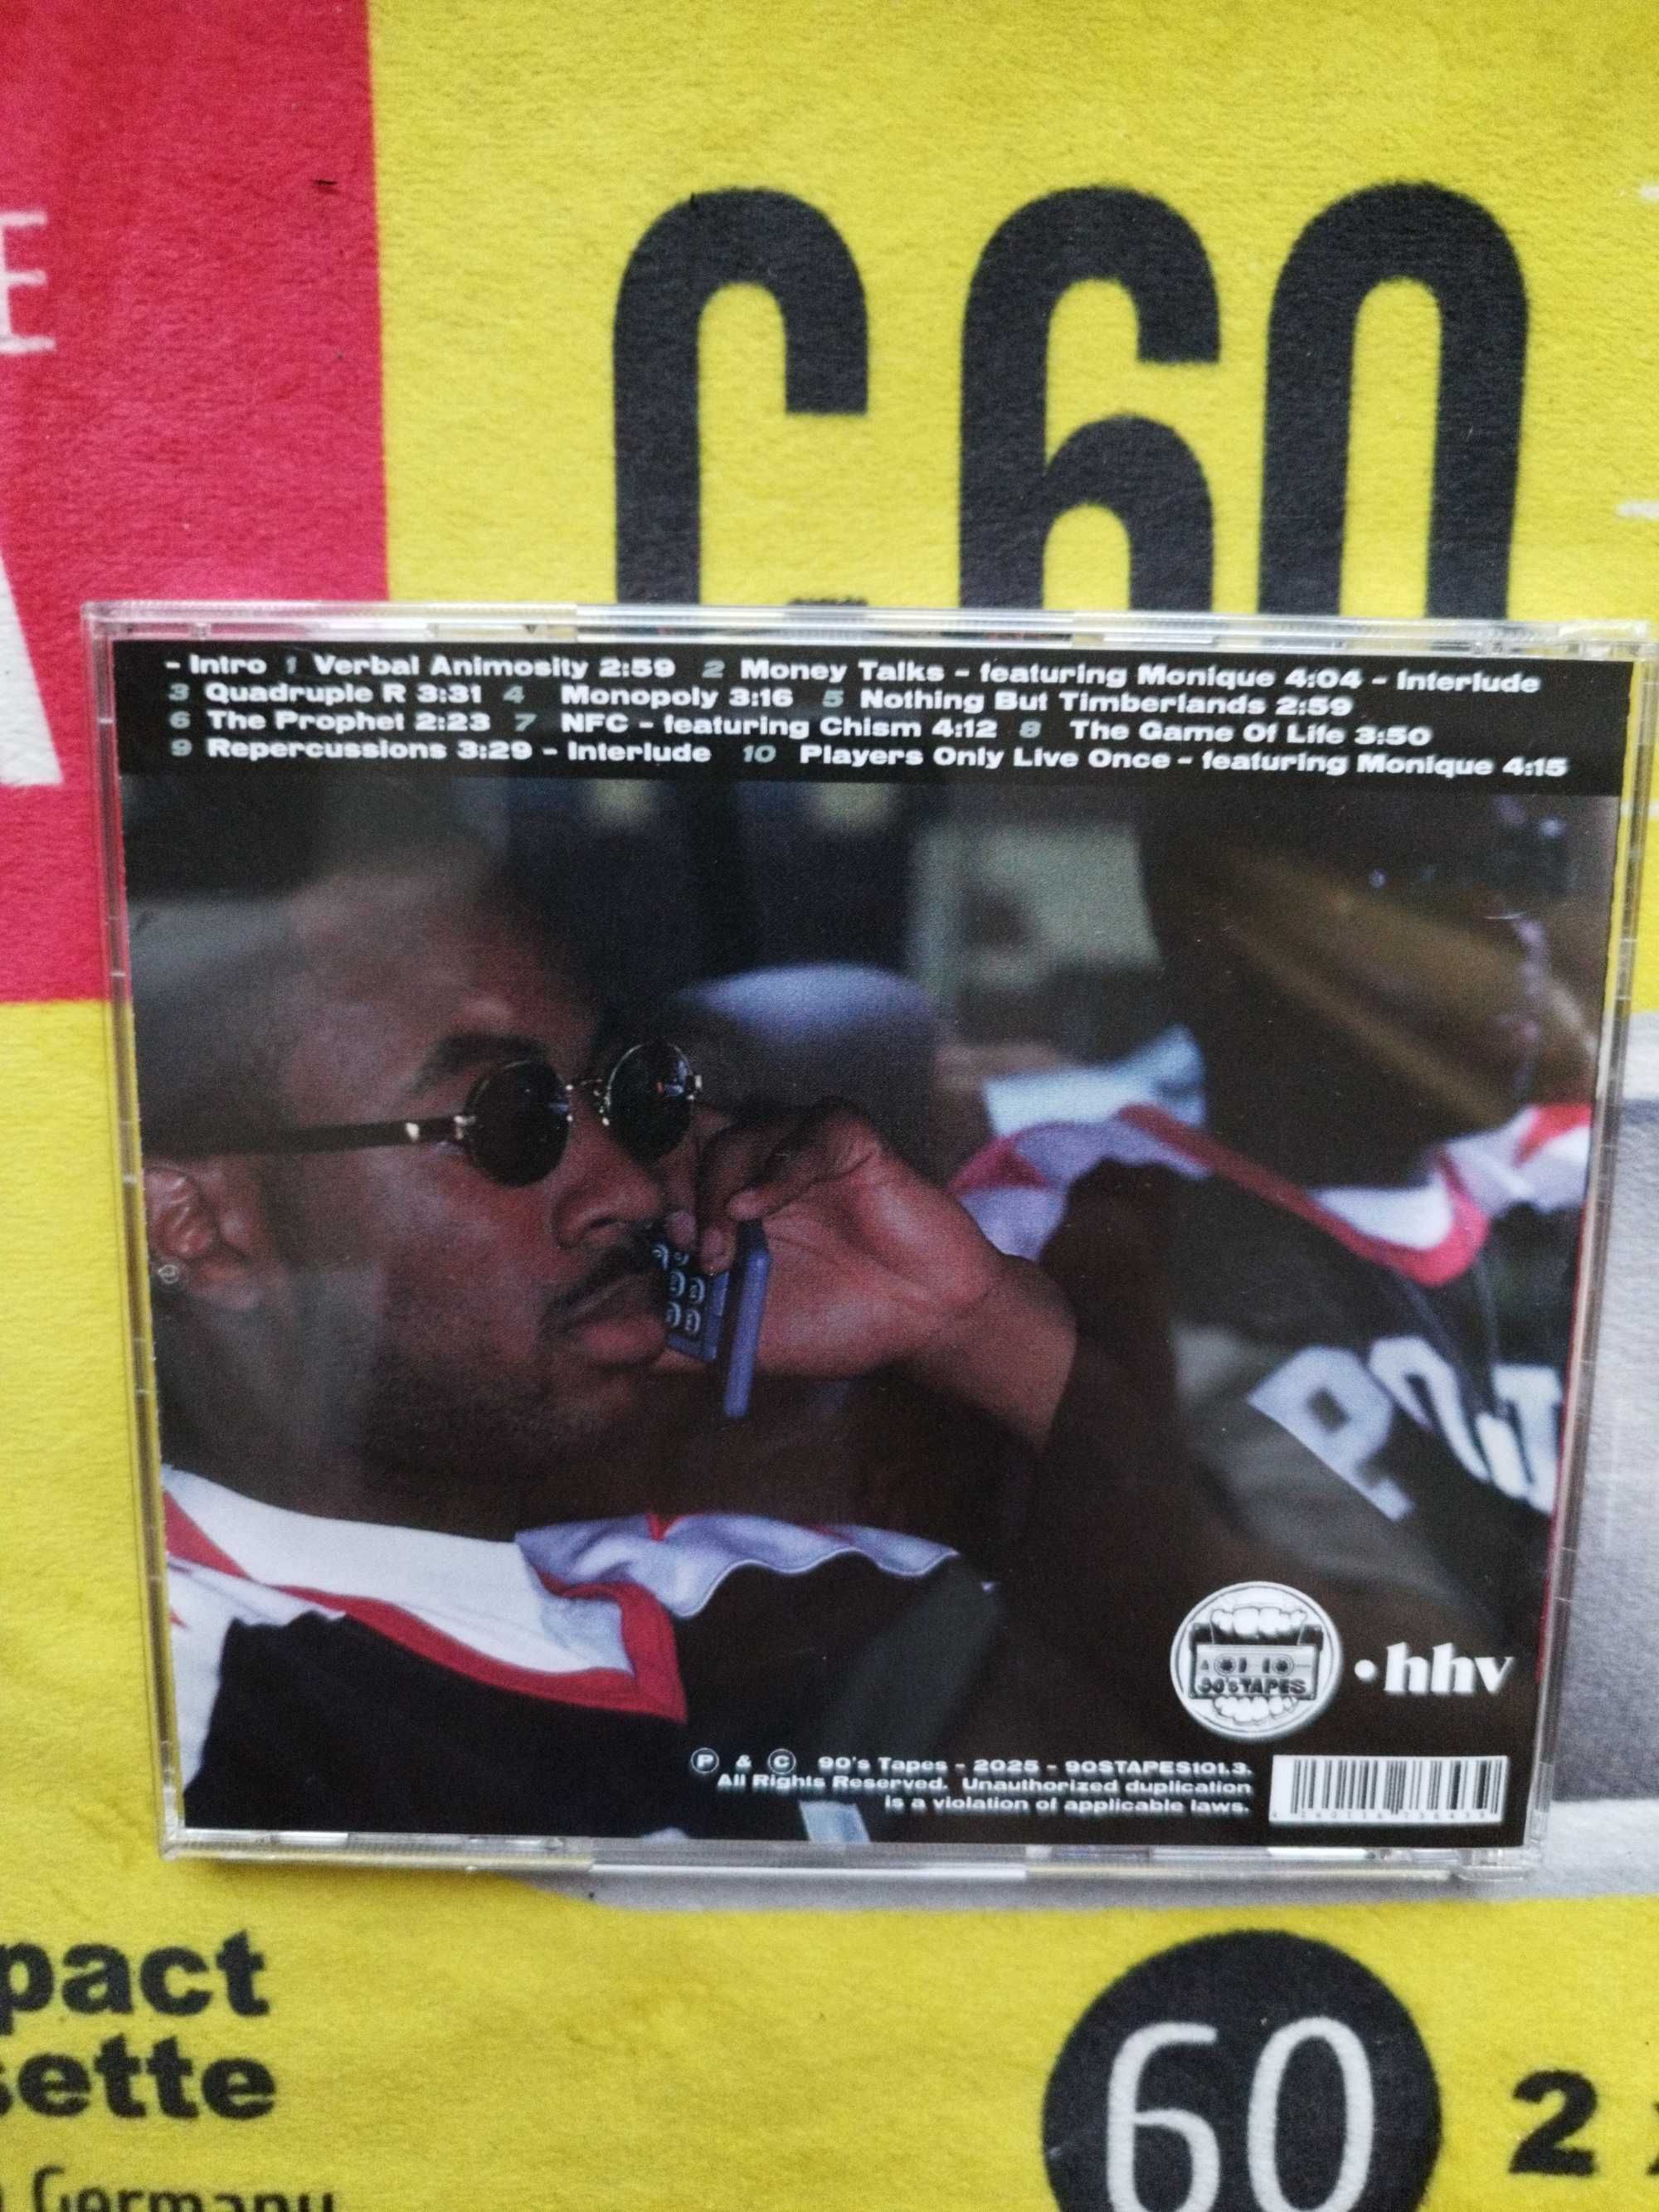 E
C 60
A
- Intro 1 Verbal Animosity 2:59 2 Money Talks - featuring Monique 4:04 - Interlude
3 Quadruple R 3:31 4 Monopoly 3:16 5 Nothing But Timberlands 2:59
6 The Prophet 2:23 7 NFC - featuring Chism 4:12 8 The Game Of Life 3:50
9 Repercussions 3:29 - Interlude 10 Players Only Live Once - featuring Monique 4:15
POLO
A
90's TAPES
•hhv
Ⓟ & Ⓒ 90's Tapes - 2025 - 90STAPES101.3.
All Rights Reserved. Unauthorized duplication
is a violation of applicable laws.
pact
sette
60 2
Germany